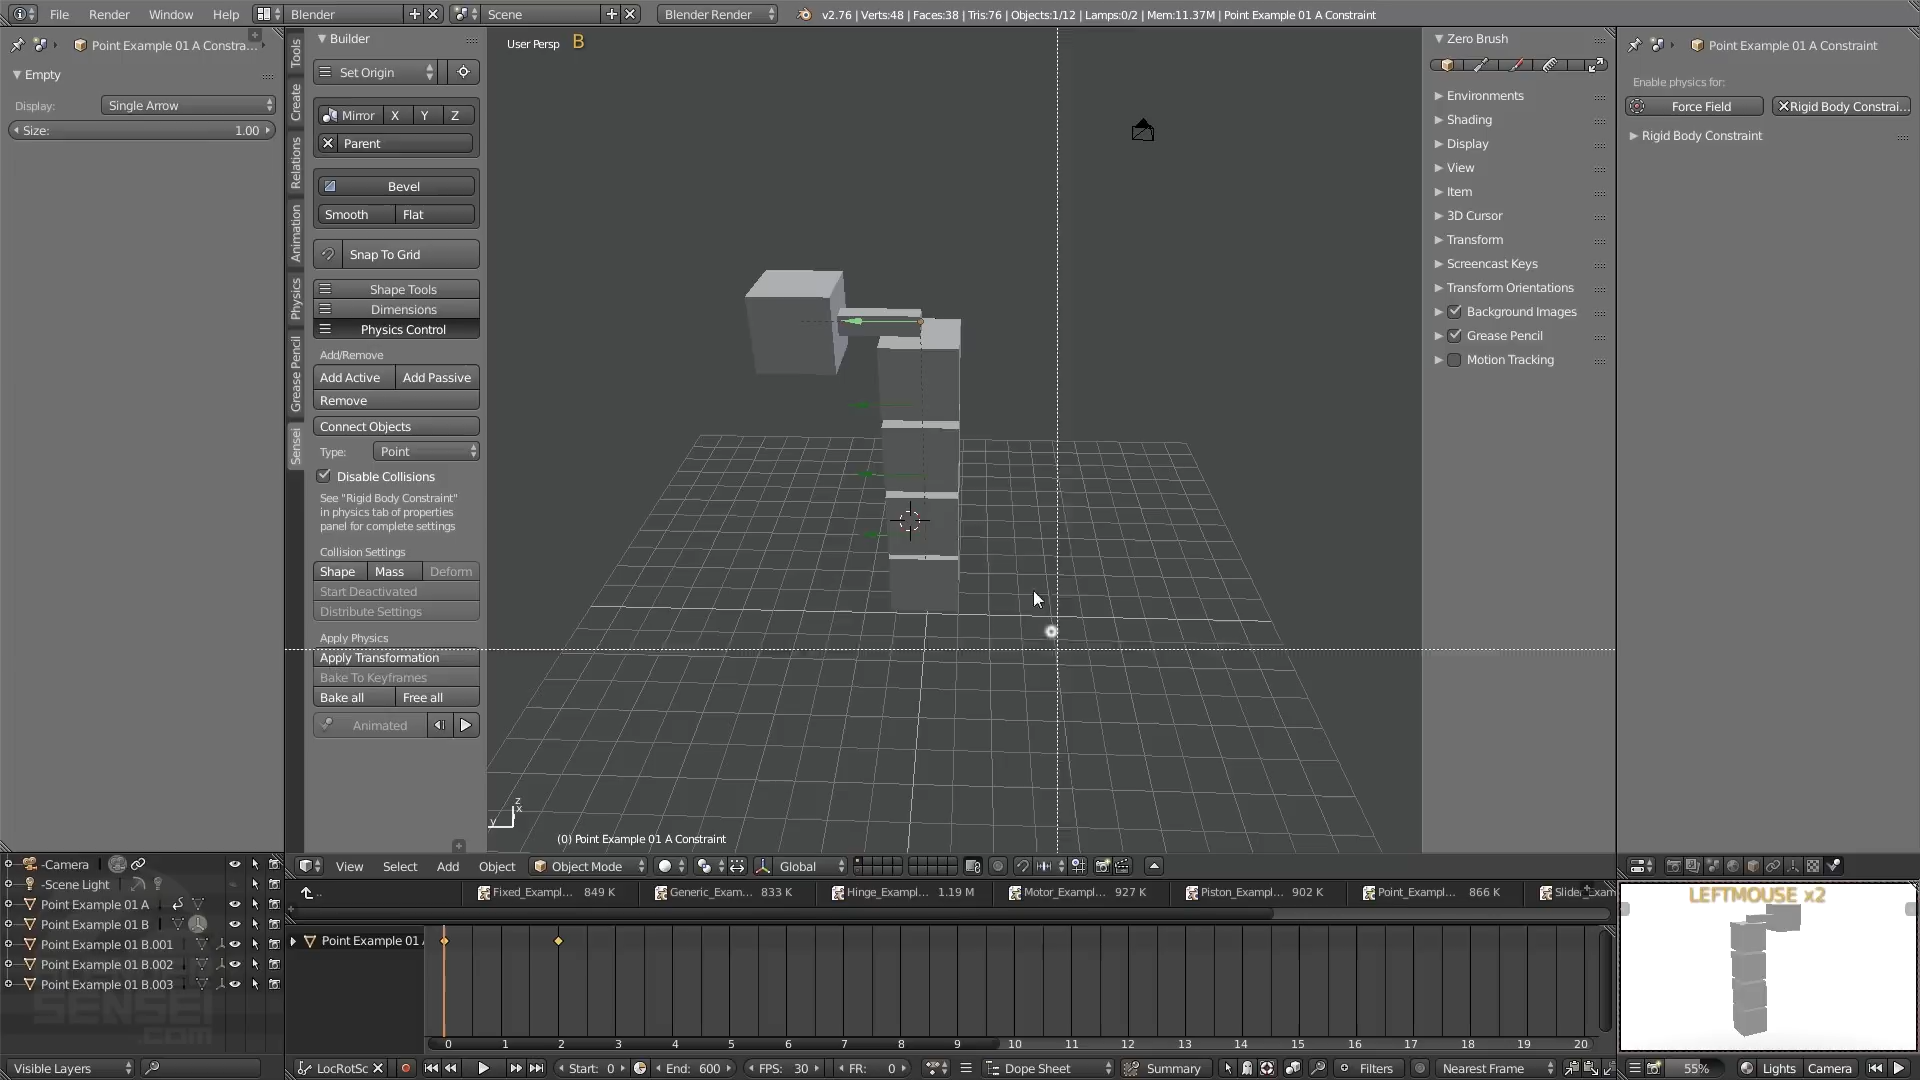 File Render Window Help Blender Scene Blender Render v2.76 | Verts:48 | Faces:38 | Tris:76 | Objects:1/12 | Lamps:0/2 | Mem:11.37M | Point Example 01 A Constraint
Point Example 01 A Constra...
Empty
Display: Single Arrow
Size: 1.00
Tools
Create
Relations
Animation
Physics
Grease Pencil
Sensei
Builder
Set Origin
Mirror X Y Z
Parent
Bevel
Smooth Flat
Snap To Grid
Shape Tools
Dimensions
Physics Control
Add/Remove
Add Active Add Passive
Remove
Connect Objects
Type: Point
Disable Collisions
See "Rigid Body Constraint"
in physics tab of properties
panel for complete settings
Collision Settings
Shape Mass Deform
Start Deactivated
Distribute Settings
Apply Physics
Apply Transformation
Bake To Keyframes
Bake all Free all
Animated
User Persp B
z
x
y
(0) Point Example 01 A Constraint
Zero Brush
Environments
Shading
Display
View
Item
3D Cursor
Transform
Screencast Keys
Transform Orientations
Background Images
Grease Pencil
Motion Tracking
Point Example 01 A Constraint
Enable physics for:
Force Field Rigid Body Constrai...
Rigid Body Constraint
View Select Add Object Object Mode Global
-Camera
-Scene Light
Point Example 01 A
Point Example 01 B
Point Example 01 B.001
Point Example 01 B.002
Point Example 01 B.003
SENSEI
.com
Visible Layers
.. Fixed_Exampl... 849 K Generic_Exam... 833 K Hinge_Exampl... 1.19 M Motor_Exampl... 927 K Piston_Exampl... 902 K Point_Exampl... 866 K
Point Example 01
0 1 2 3 4 5 6 7 8 9 10 11 12 13 14 15 16 17 18 19 20
LocRotSc Start: 0 End: 600 FPS: 30 FR: 0 Dope Sheet Summary Filters Nearest Frame
LEFTMOUSE x2
55% Lights Camera